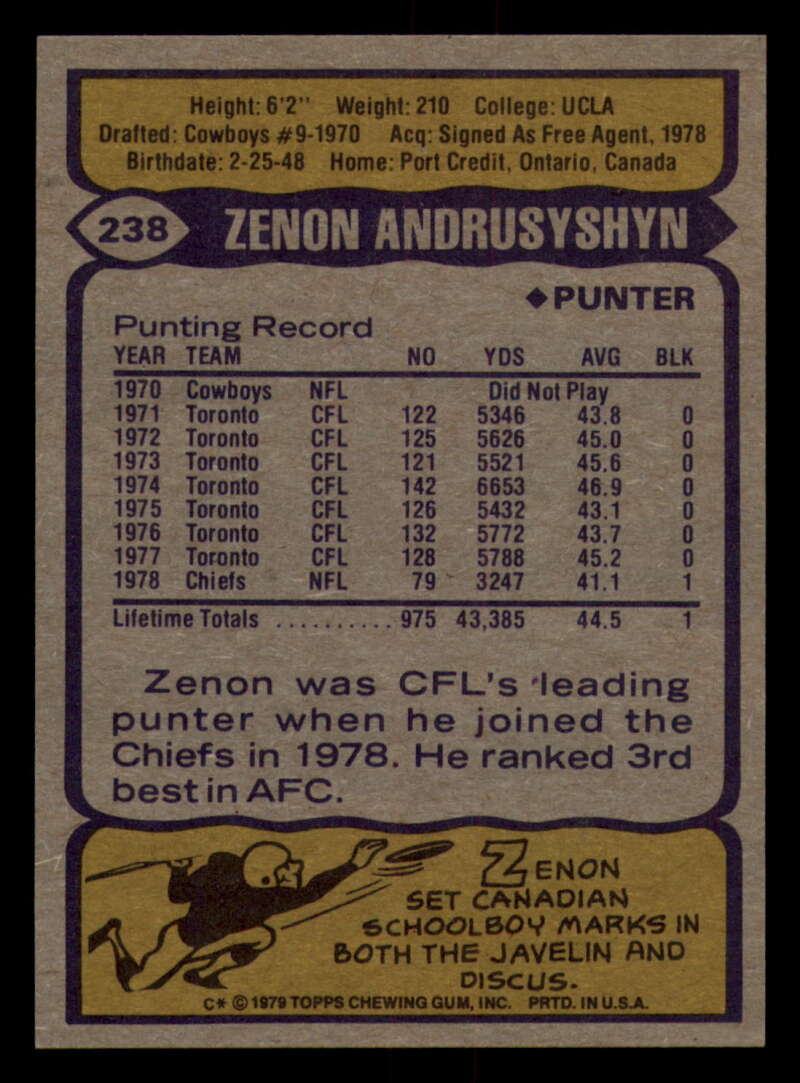 Height: 6'2" Weight: 210 College: UCLA
Drafted: Cowboys #9-1970 Acq: Signed As Free Agent, 1978
Birthdate: 2-25-48 Home: Port Credit, Ontario, Canada
238 ZENON ANDRUSYSHYN
◆PUNTER
Punting Record
YEAR TEAM NO YDS AVG BLK
1970 Cowboys NFL Did Not Play
1971 Toronto CFL 122 5346 43.8 0
1972 Toronto CFL 125 5626 45.0 0
1973 Toronto CFL 121 5521 45.6 0
1974 Toronto CFL 142 6653 46.9 0
1975 Toronto CFL 126 5432 43.1 0
1976 Toronto CFL 132 5772 43.7 0
1977 Toronto CFL 128 5788 45.2 0
1978 Chiefs NFL 79 3247 41.1 1
Lifetime Totals .......... 975 43,385 44.5 1
Zenon was CFL's leading
punter when he joined the
Chiefs in 1978. He ranked 3rd
best in AFC.
ZENON
SET CANADIAN
SCHOOLBOY MARKS IN
BOTH THE JAVELIN AND
DISCUS.
C* © 1979 TOPPS CHEWING GUM, INC. PRTD. IN U.S.A.